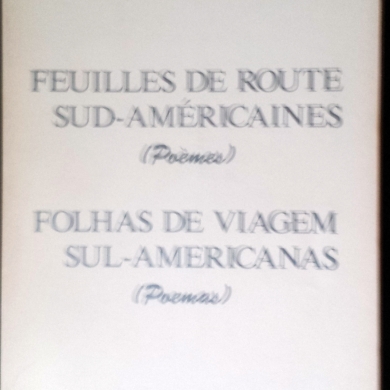 FEUILLES DE ROUTE
SUD-AMÉRICAINES
(Poèmes)
FOLHAS DE VIAGEM
SUL-AMERICANAS
(Poemas)